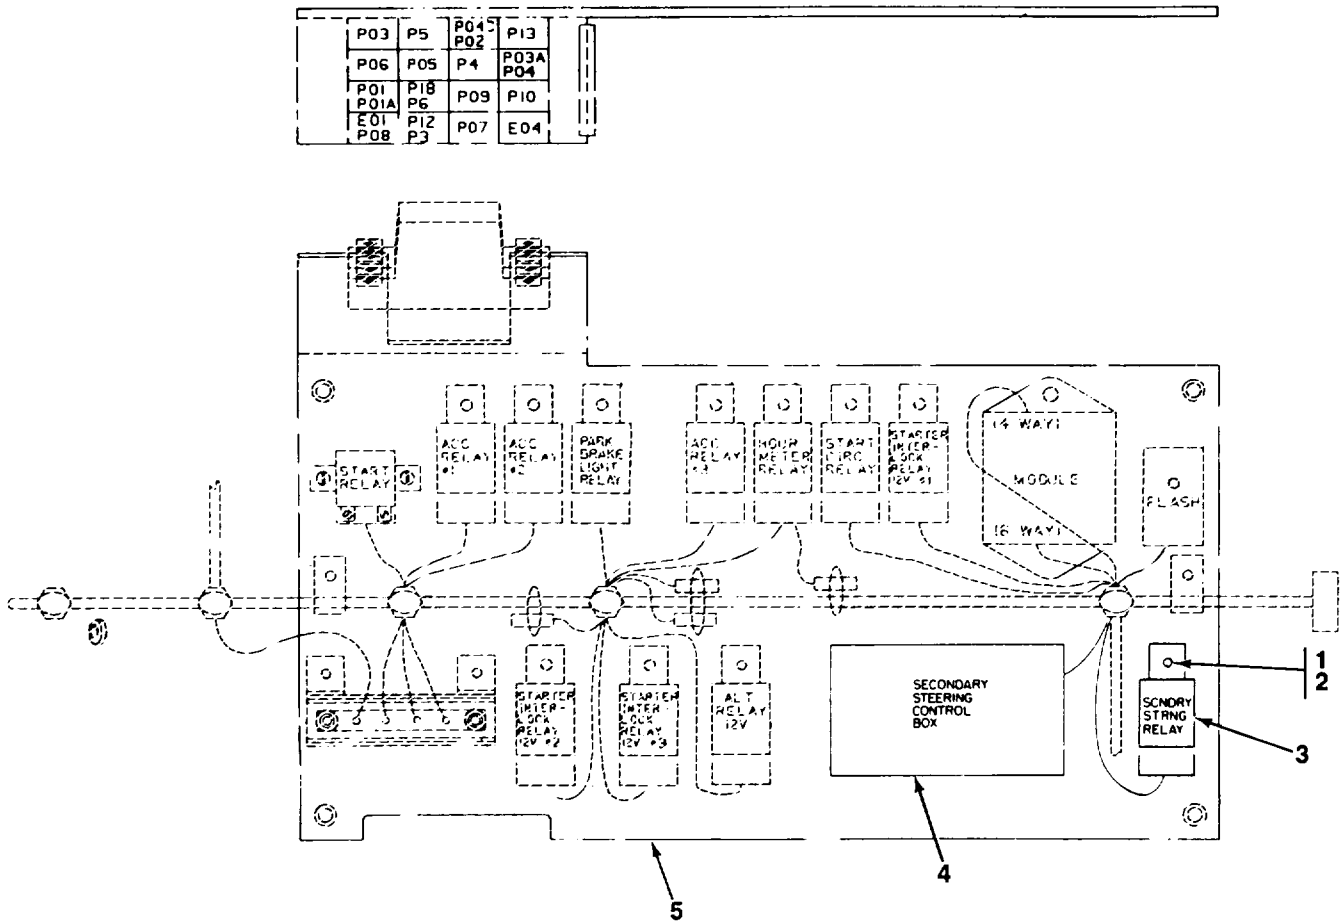 P03 P5 P04C P02 P13
P06 P05 P4 P03A P04
P01 P01A P18 P6 P09 P10
E01 P08 P12 P3 P07 E04
START
RELAY
ACC
RELAY
#1
ACC
RELAY
#2
PARK
BRAKE
LIGHT
RELAY
ACC
RELAY
#3
HOUR
METER
RELAY
START
CIRC
RELAY
STARTER
INTER-
LOCK
RELAY
12V #1
(4 WAY)
MODULE
(6 WAY)
FLASH
STARTER
INTER-
LOCK
RELAY
12V #2
STARTER
INTER-
LOCK
RELAY
12V #3
ALT
RELAY
12V
SECONDARY
STEERING
CONTROL
BOX
SCNDRY
STRNG
RELAY
1
2
3
4
5